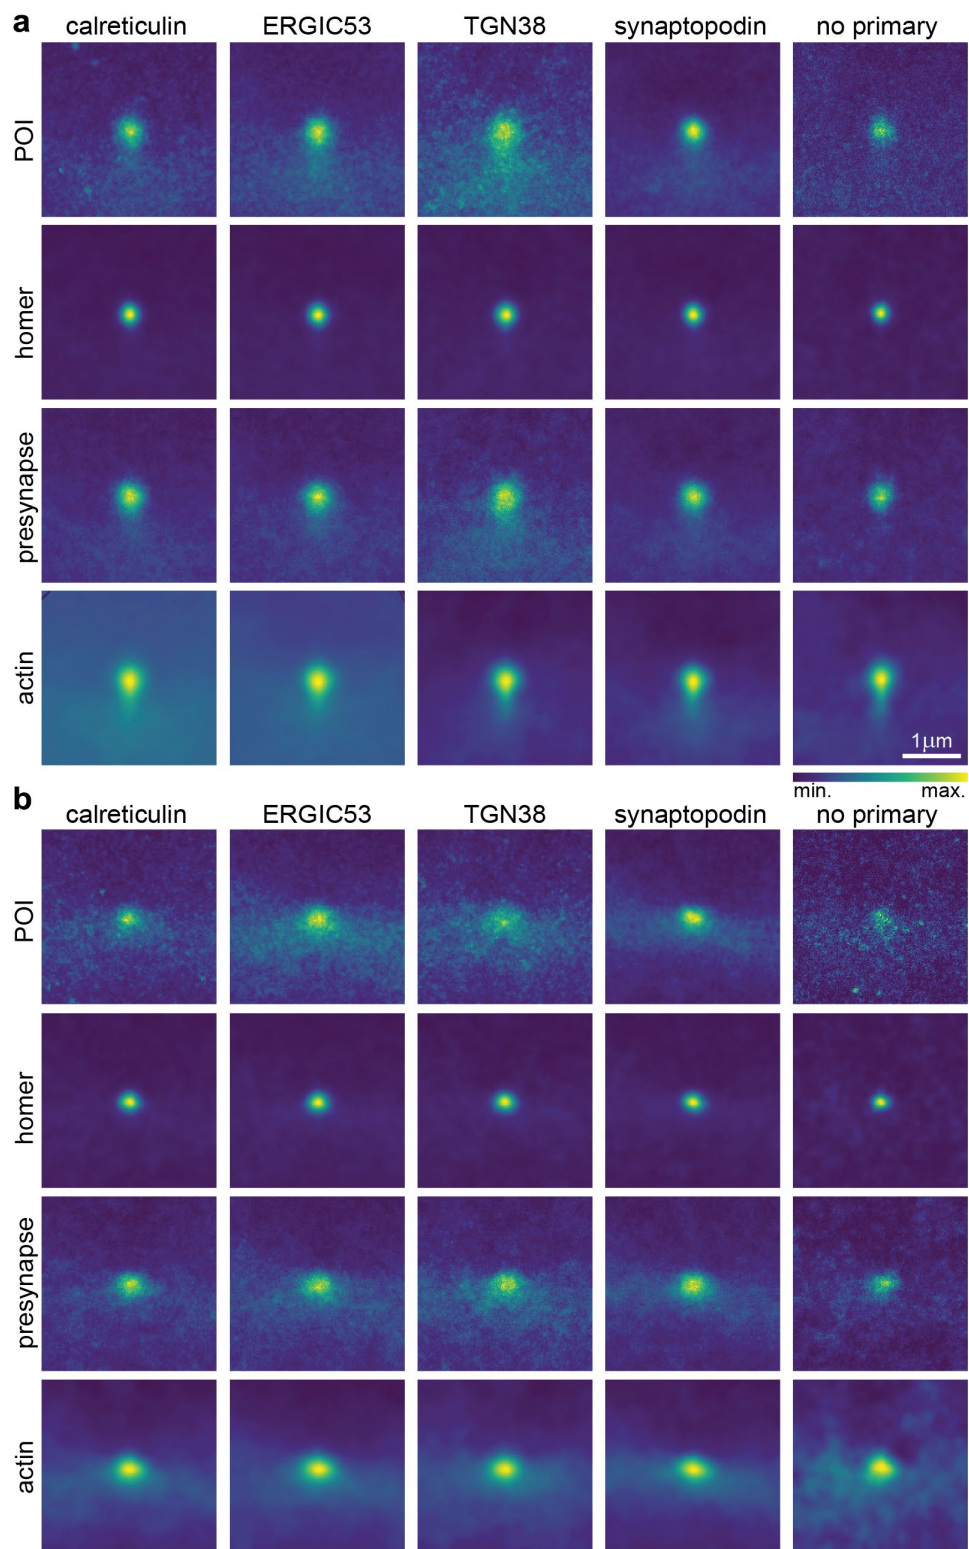 a
calreticulin ERGIC53 TGN38 synaptopodin no primary
POI
homer
presynapse
actin
1μm
min. max.
b
calreticulin ERGIC53 TGN38 synaptopodin no primary
POI
homer
presynapse
actin